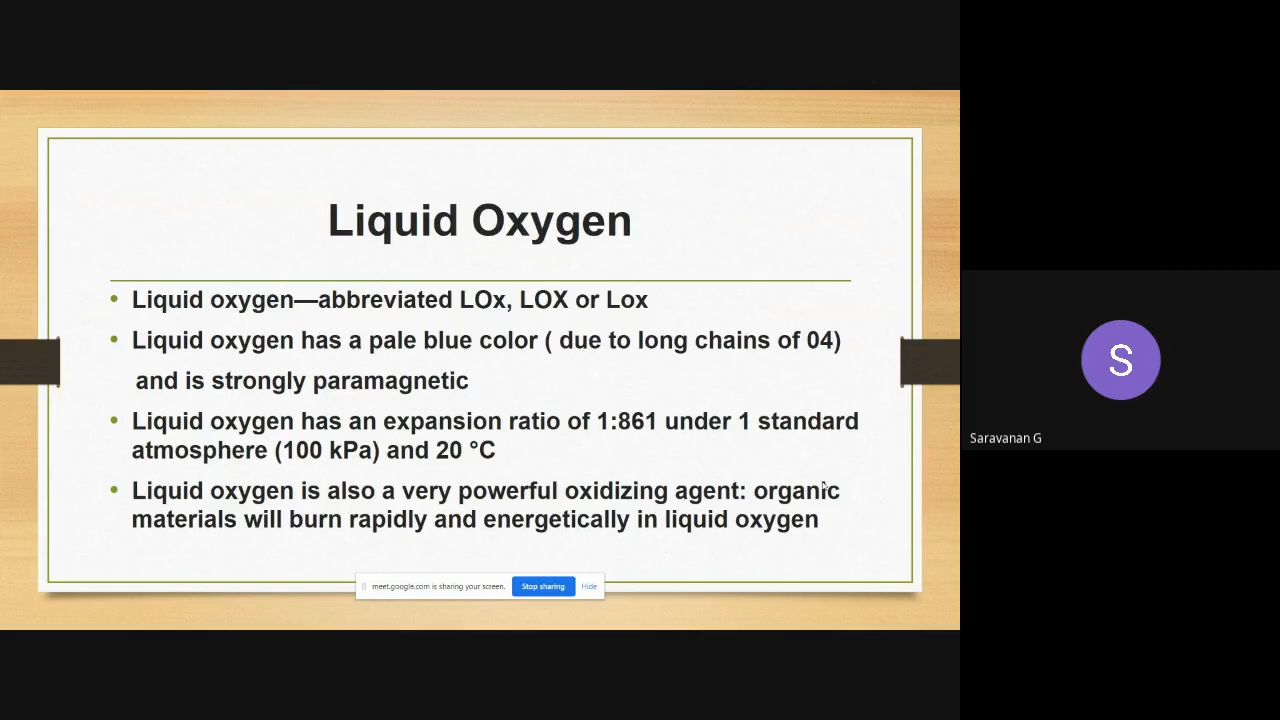 Liquid Oxygen
• Liquid oxygen—abbreviated LOx, LOX or Lox
• Liquid oxygen has a pale blue color ( due to long chains of 04)
and is strongly paramagnetic
• Liquid oxygen has an expansion ratio of 1:861 under 1 standard
atmosphere (100 kPa) and 20 °C
• Liquid oxygen is also a very powerful oxidizing agent: organic
materials will burn rapidly and energetically in liquid oxygen
meet.google.com is sharing your screen. Stop sharing Hide
S
Saravanan G